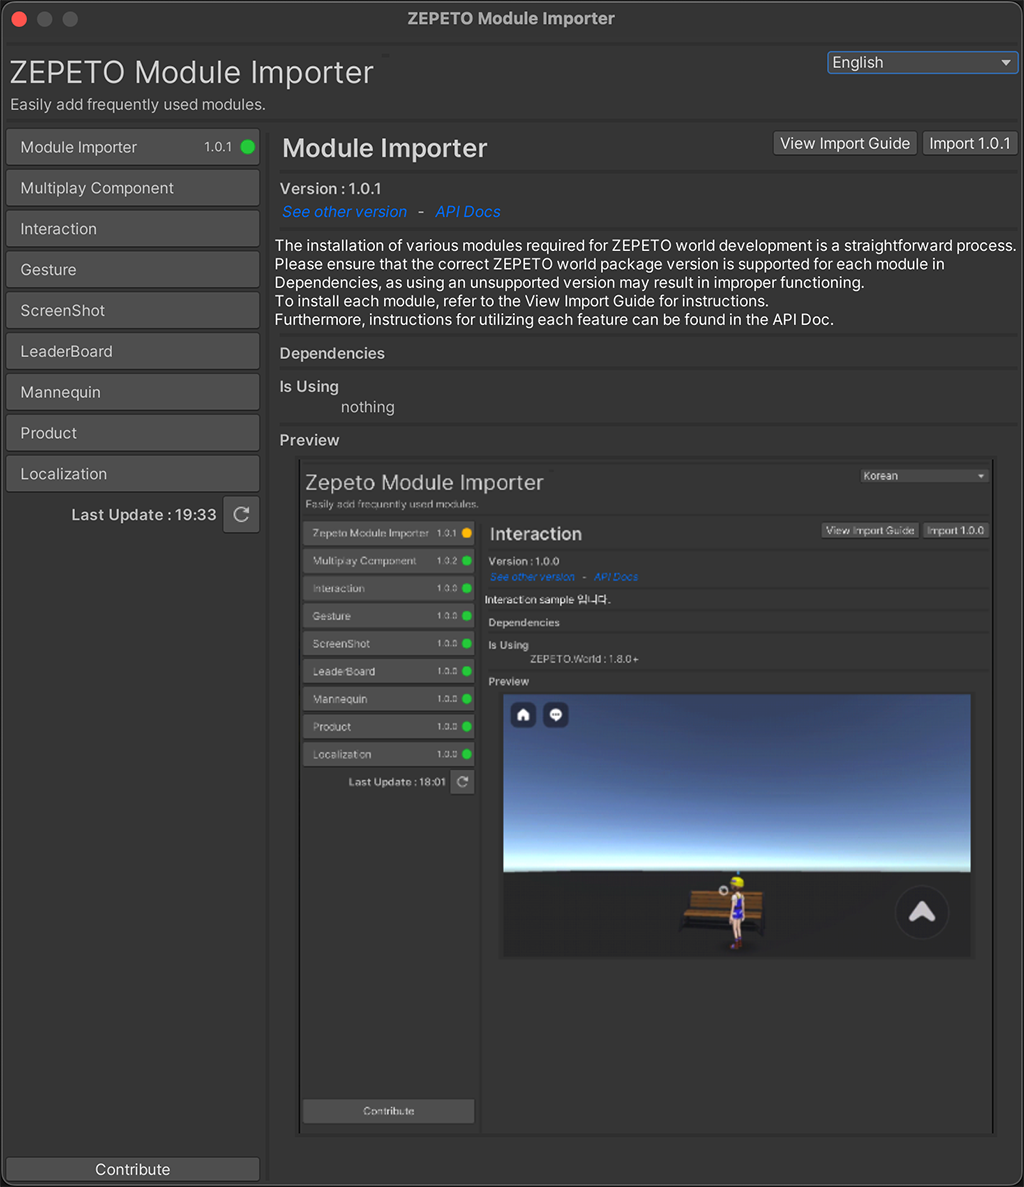 ZEPETO Module Importer
ZEPETO Module Importer
English
Easily add frequently used modules.
Module Importer 1.0.1
Multiplay Component
Interaction
Gesture
ScreenShot
LeaderBoard
Mannequin
Product
Localization
Last Update : 19:33
Contribute
Module Importer
View Import Guide
Import 1.0.1
Version : 1.0.1
See other version - API Docs
The installation of various modules required for ZEPETO world development is a straightforward process.
Please ensure that the correct ZEPETO world package version is supported for each module in
Dependencies, as using an unsupported version may result in improper functioning.
To install each module, refer to the View Import Guide for instructions.
Furthermore, instructions for utilizing each feature can be found in the API Doc.
Dependencies
Is Using
nothing
Preview
Zepeto Module Importer
Korean
Easily add frequently used modules.
Zepeto Module Importer 1.0.1
Multiplay Component 1.0.2
Interaction 1.0.0
Gesture 1.0.0
ScreenShot 1.0.0
LeaderBoard 1.0.0
Mannequin 1.0.0
Product 1.0.0
Localization 1.0.0
Last Update : 18:01
Contribute
Interaction
View Import Guide
Import 1.0.0
Version : 1.0.0
See other version - API Docs
Interaction sample 입니다.
Dependencies
Is Using
ZEPETO.World : 1.8.0+
Preview